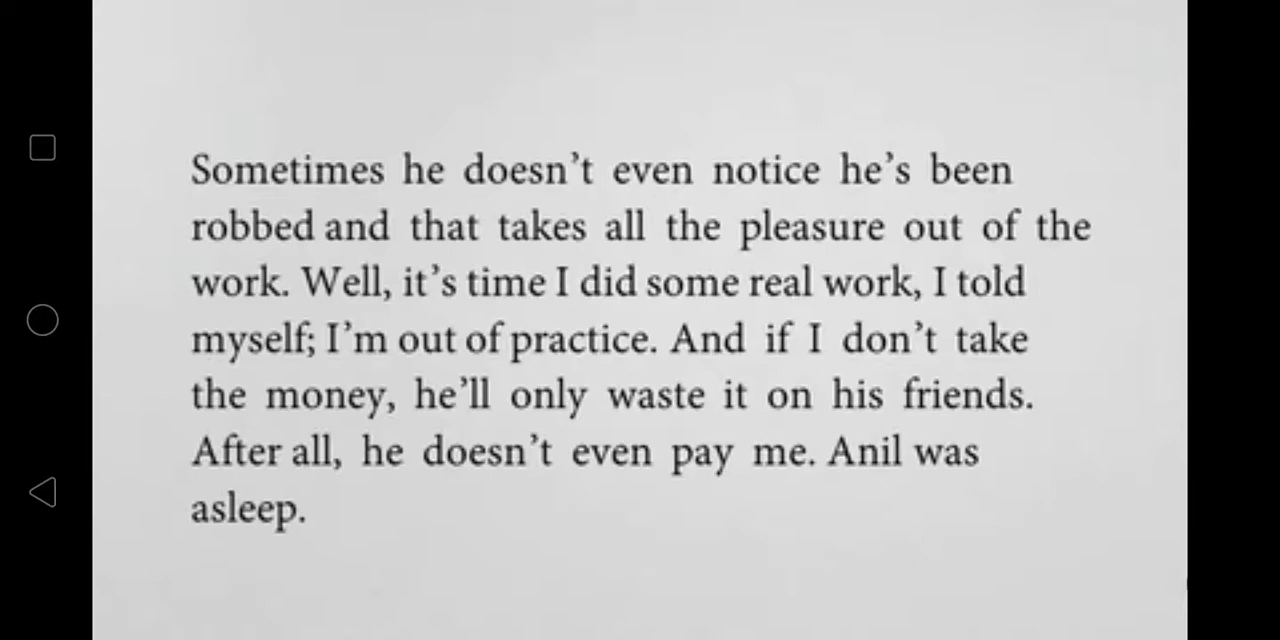 Sometimes he doesn’t even notice he’s been
robbed and that takes all the pleasure out of the
work. Well, it’s time I did some real work, I told
myself; I’m out of practice. And if I don’t take
the money, he’ll only waste it on his friends.
After all, he doesn’t even pay me. Anil was
asleep.